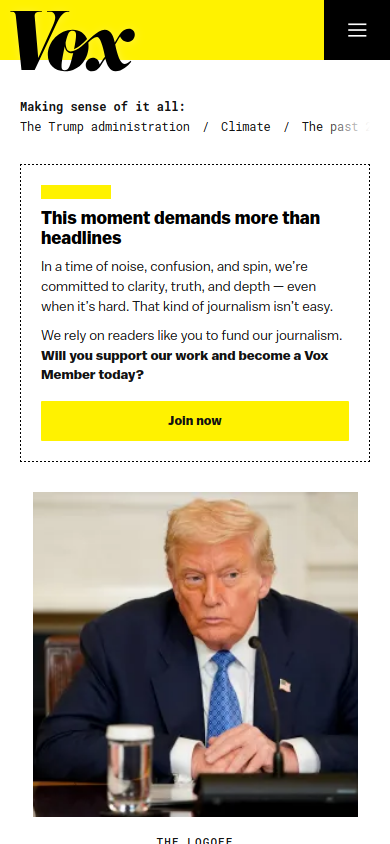 Vox
Making sense of it all:
The Trump administration / Climate / The past
This moment demands more than
headlines
In a time of noise, confusion, and spin, we're
committed to clarity, truth, and depth — even
when it's hard. That kind of journalism isn't easy.
We rely on readers like you to fund our journalism.
Will you support our work and become a Vox
Member today?
Join now
THE LOGOFF